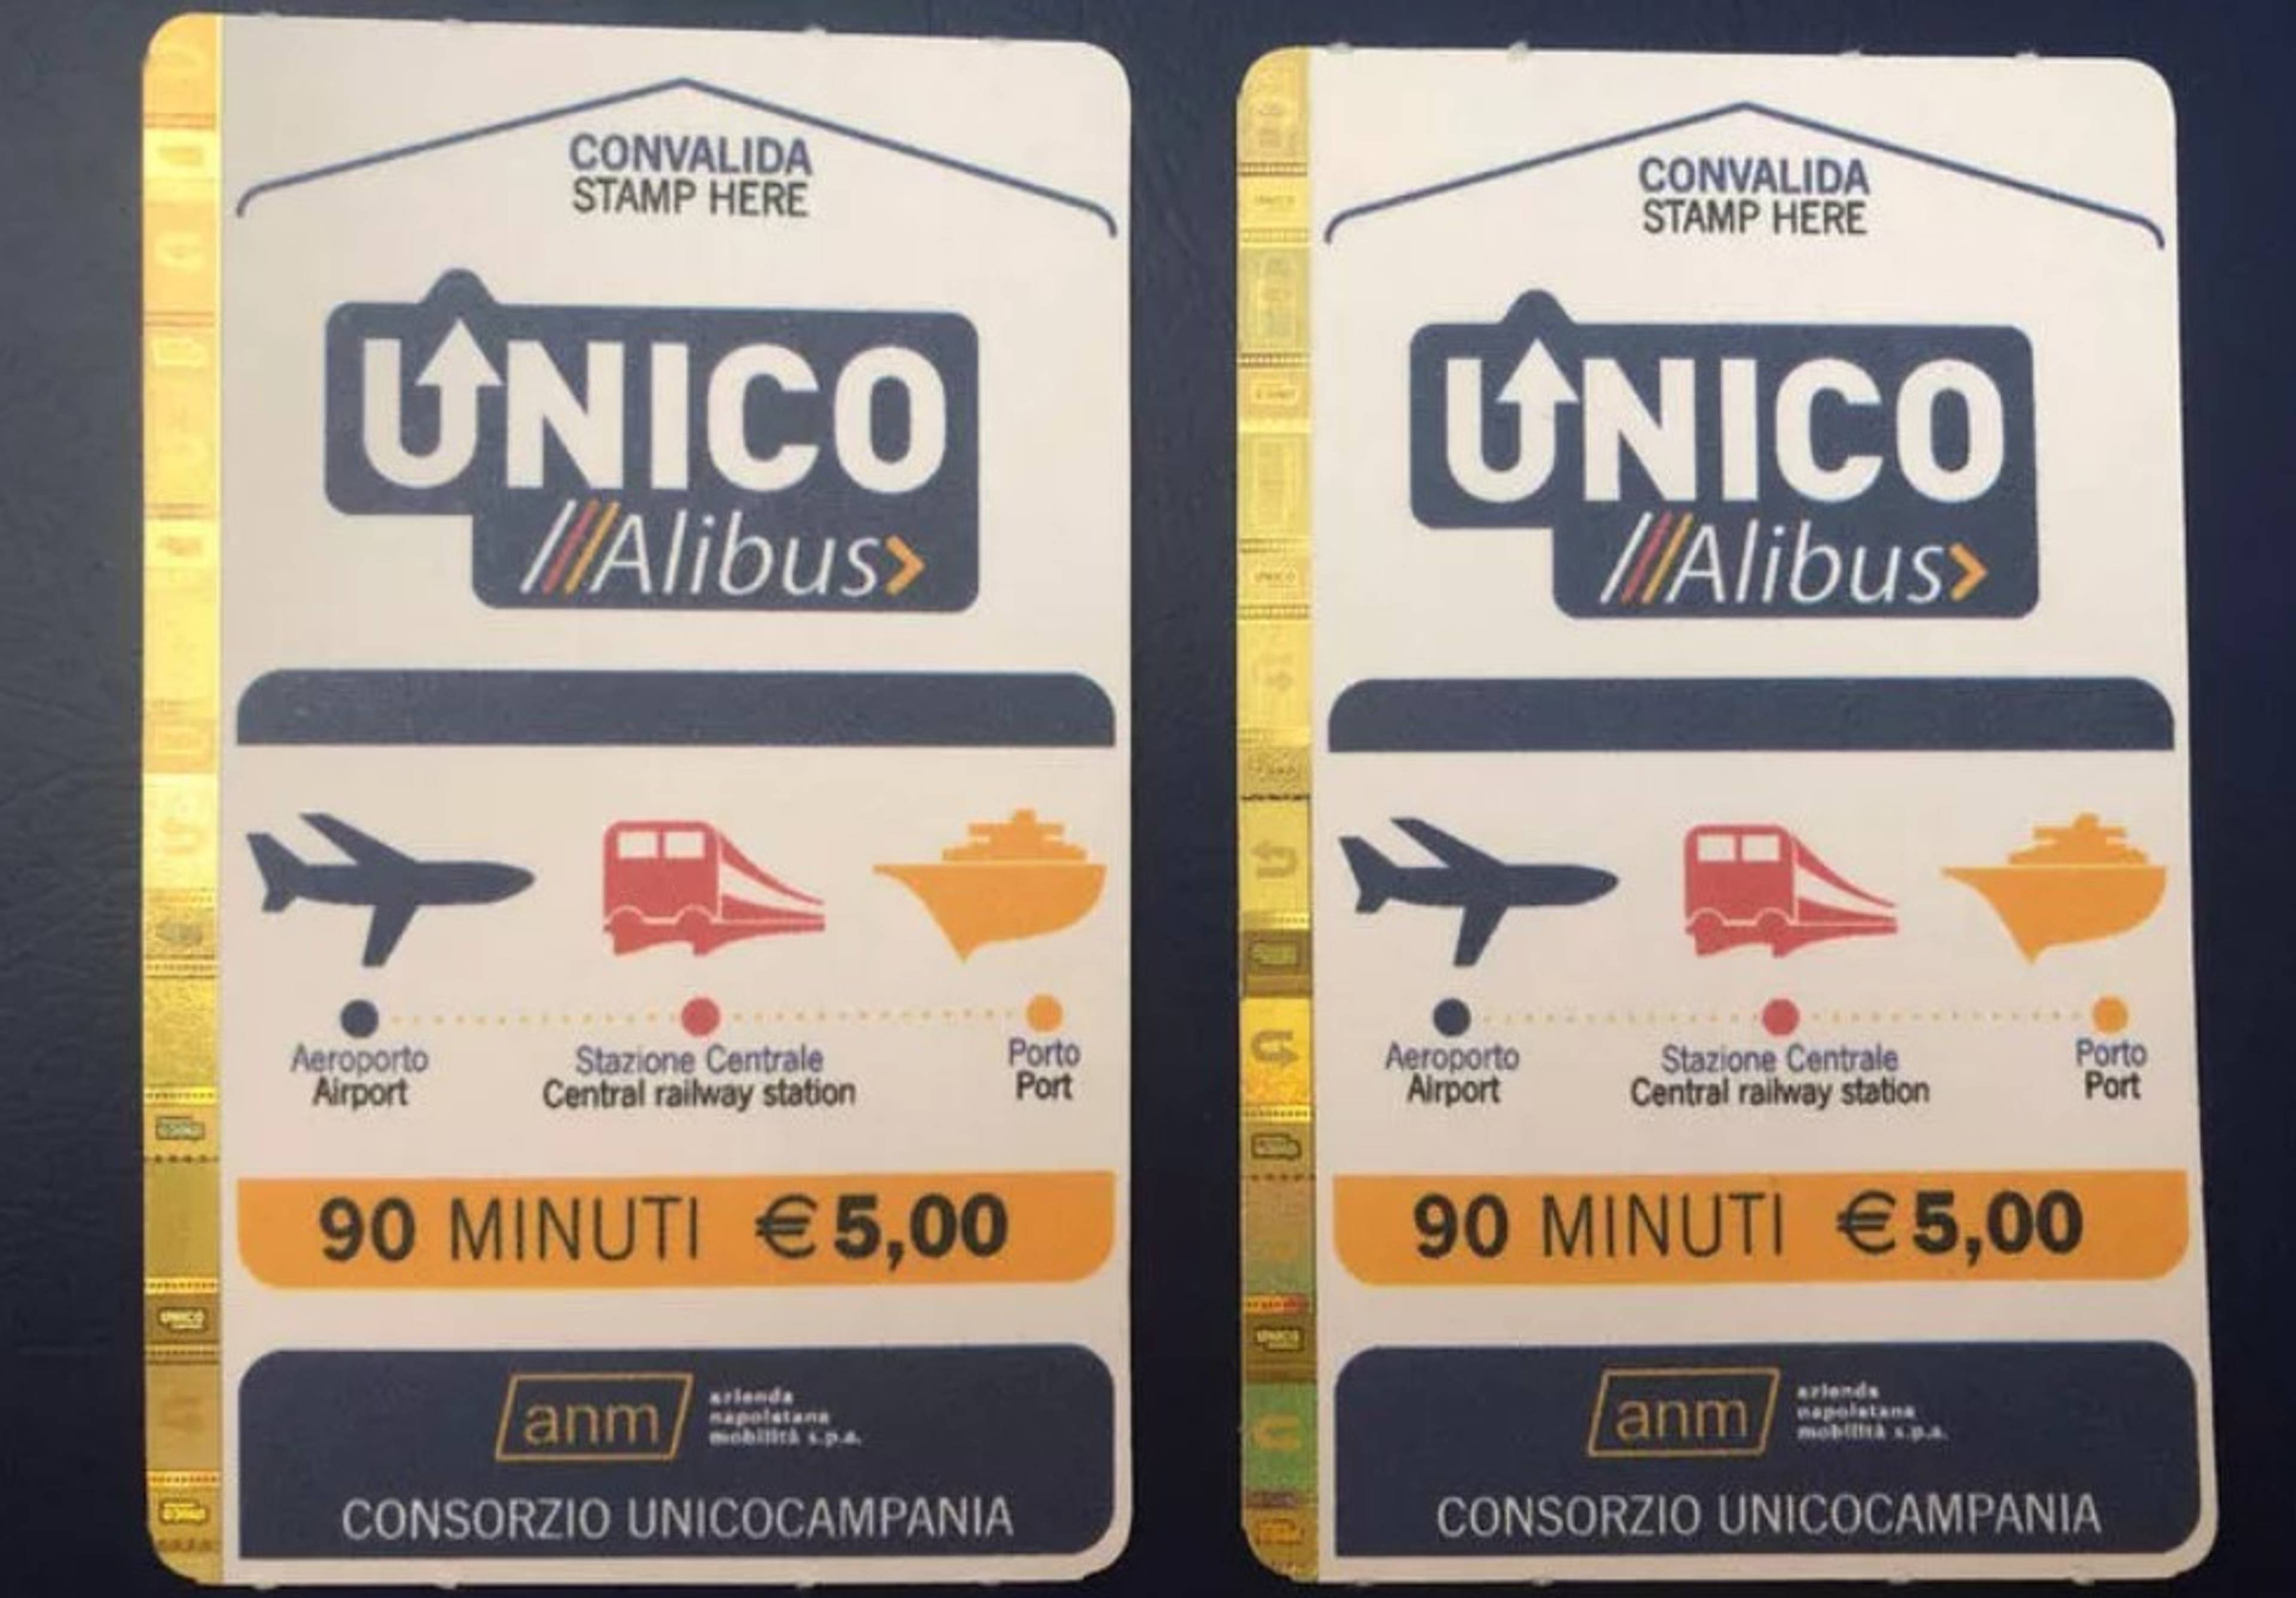 CONVALIDA
STAMP HERE
UNICO
///Alibus>
Aeroporto
Airport
Stazione Centrale
Central railway station
Porto
Port
90 MINUTI €5,00
anm
azienda
napoletana
mobilità s.p.a.
CONSORZIO UNICOCAMPANIA
CONVALIDA
STAMP HERE
UNICO
///Alibus>
Aeroporto
Airport
Stazione Centrale
Central railway station
Porto
Port
90 MINUTI €5,00
anm
azienda
napoletana
mobilità s.p.a.
CONSORZIO UNICOCAMPANIA